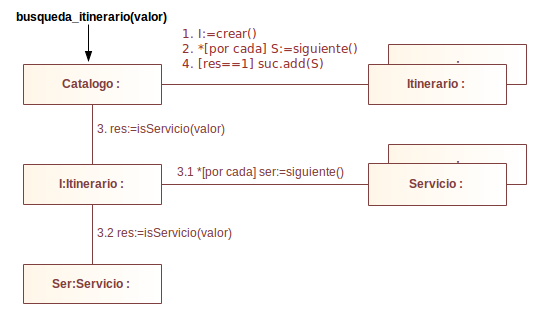 busqueda_itinerario(valor)
1. I:=crear()
2. *[por cada] S:=siguiente()
4. [res==1] suc.add(S)
Catalogo :
:
Itinerario :
3. res:=isServicio(valor)
I:Itinerario :
3.1 *[por cada] ser:=siguiente()
:
Servicio :
3.2 res:=isServicio(valor)
Ser:Servicio :